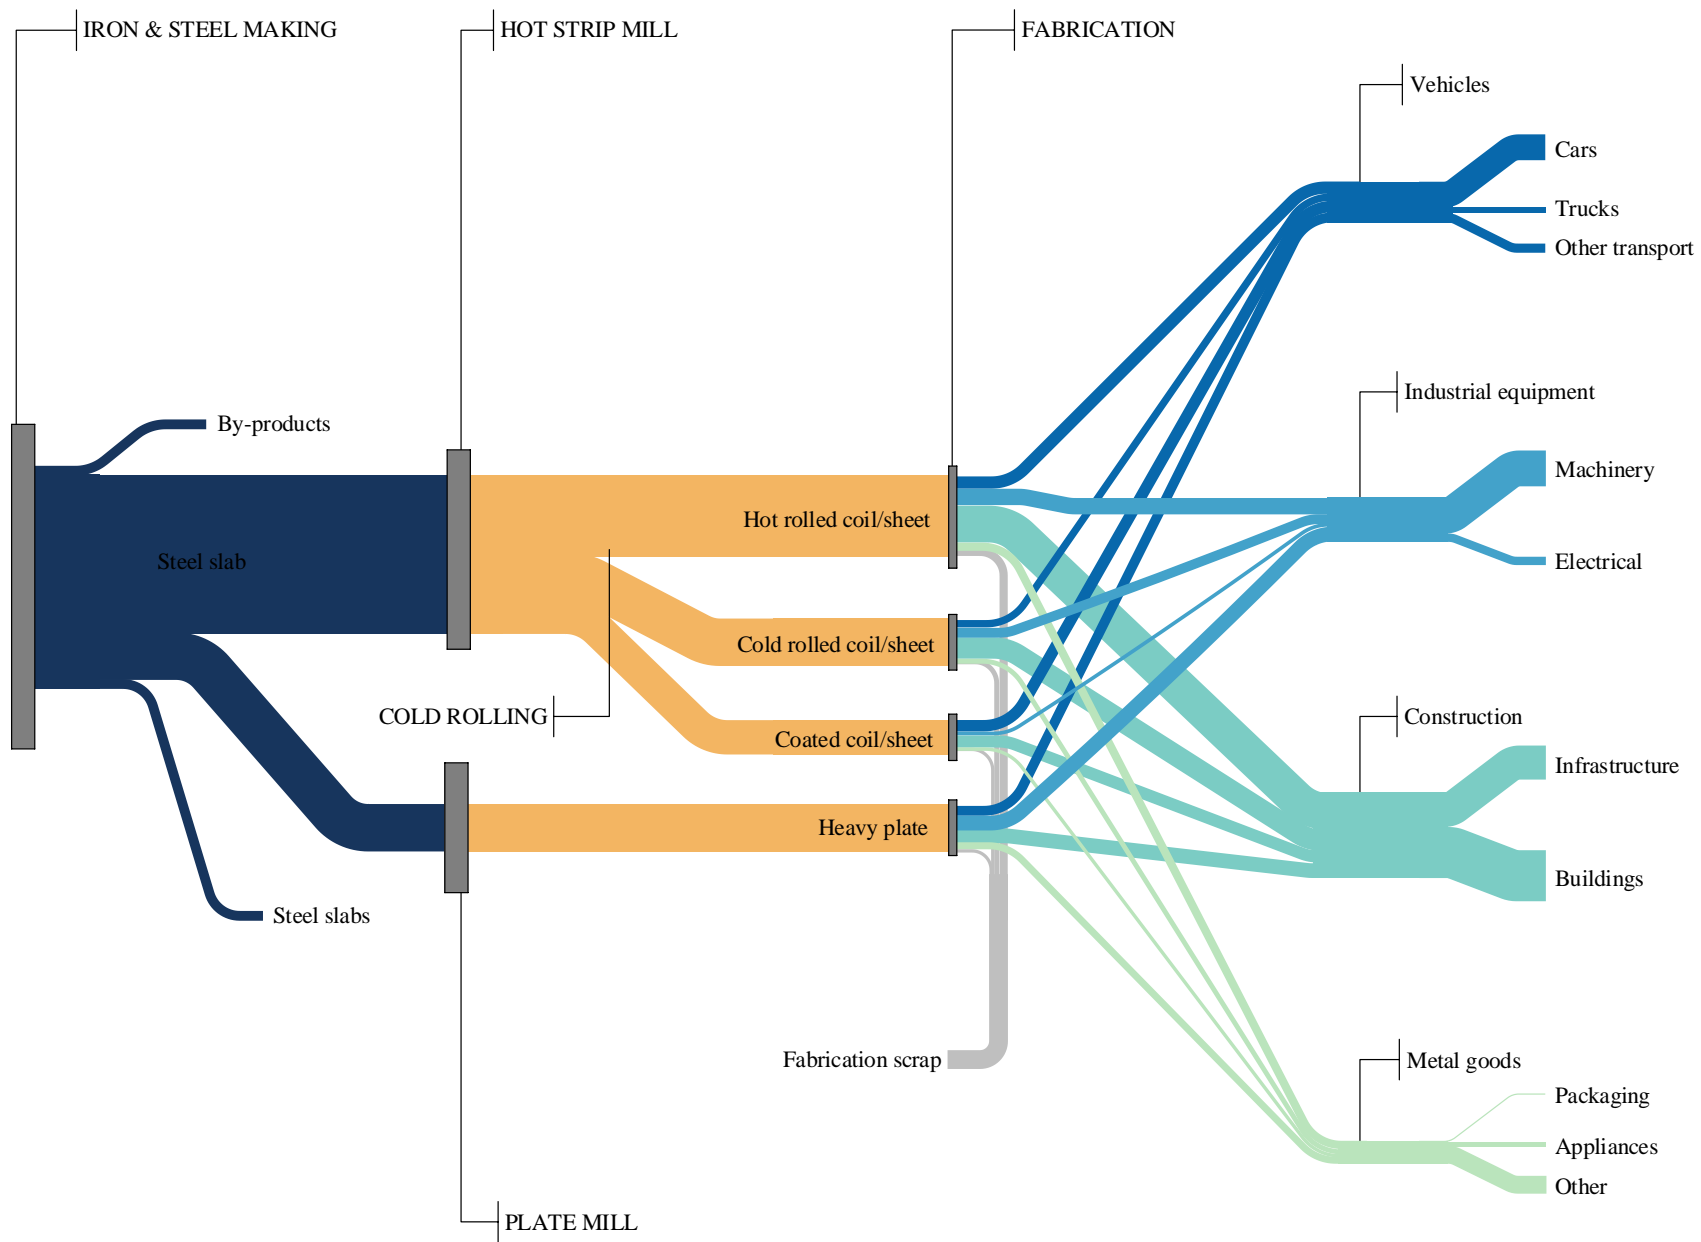 IRON & STEEL MAKING
HOT STRIP MILL
FABRICATION
Vehicles
Cars
Trucks
Other transport
Industrial equipment
By-products
Machinery
Hot rolled coil/sheet
Steel slab
Electrical
Cold rolled coil/sheet
COLD ROLLING
Construction
Coated coil/sheet
Infrastructure
Heavy plate
Buildings
Steel slabs
Fabrication scrap
Metal goods
Packaging
Appliances
Other
PLATE MILL